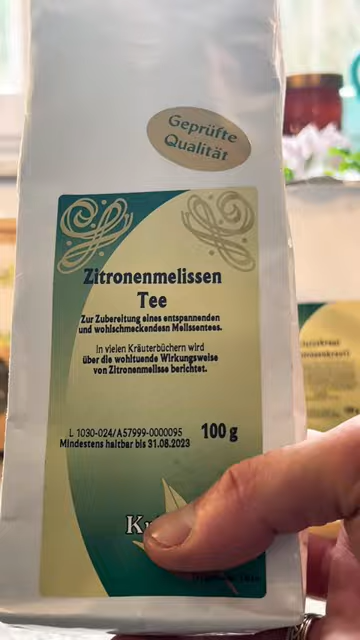 Geprüfte
Qualität
Zitronenmelissen
Tee
Zur Zubereitung eines entspannenden
und wohlschmeckendesn Melissentees.
In vielen Kräuterbüchern wird
über die wohltuende Wirkungsweise
von Zitronenmelisse berichtet.
L 1030-024/A57999-0000095
100 g
Mindestens haltbar bis 31.08.2023